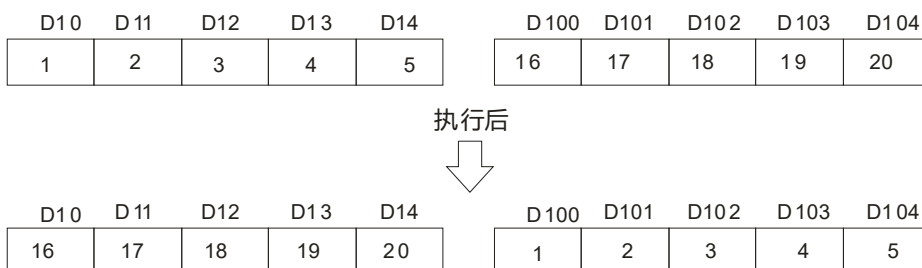 D10 D11 D12 D13 D14 D100 D101 D102 D103 D104
1 2 3 4 5 16 17 18 19 20
执行后
D10 D11 D12 D13 D14 D100 D101 D102 D103 D104
16 17 18 19 20 1 2 3 4 5